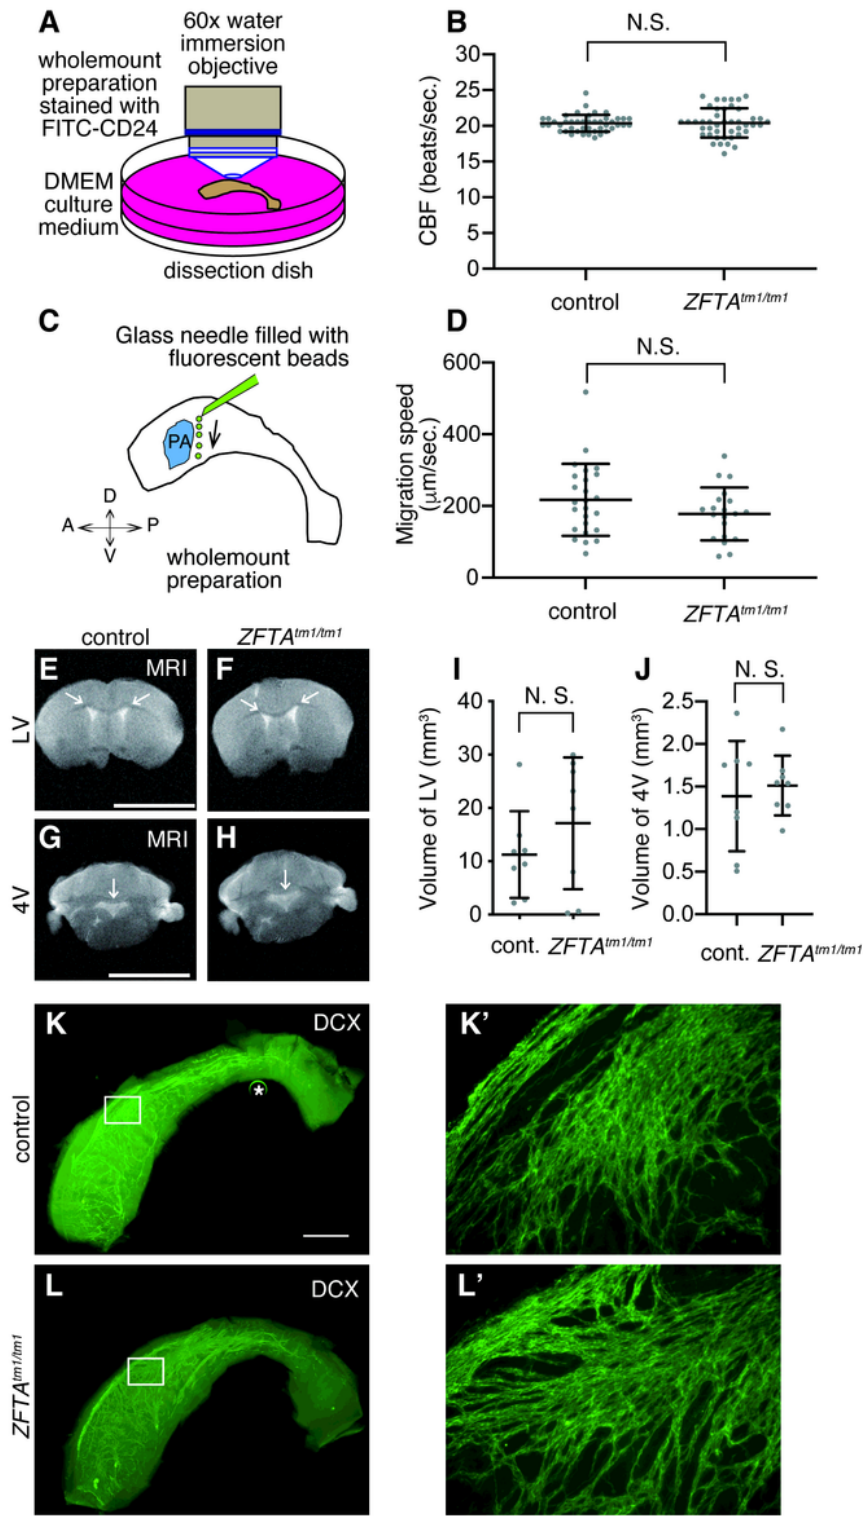 A
60x water
immersion
objective
wholemount
preparation
stained with
FITC-CD24
DMEM
culture
medium
dissection dish
B
N.S.
CBF (beats/sec.)
30
25
20
15
10
5
0
control
ZFTAtm1/tm1
C
Glass needle filled with
fluorescent beads
PA
D
A
P
V
wholemount
preparation
D
N.S.
Migration speed
(μm/sec.)
600
400
200
0
control
ZFTAtm1/tm1
control
ZFTAtm1/tm1
LV
E
MRI
F
4V
G
MRI
H
I
N. S.
Volume of LV (mm³)
40
30
20
10
0
cont. ZFTAtm1/tm1
J
N. S.
Volume of 4V (mm³)
2.5
2.0
1.5
1.0
0.5
0.0
cont. ZFTAtm1/tm1
control
K
DCX
*
K’
ZFTAtm1/tm1
L
DCX
L’